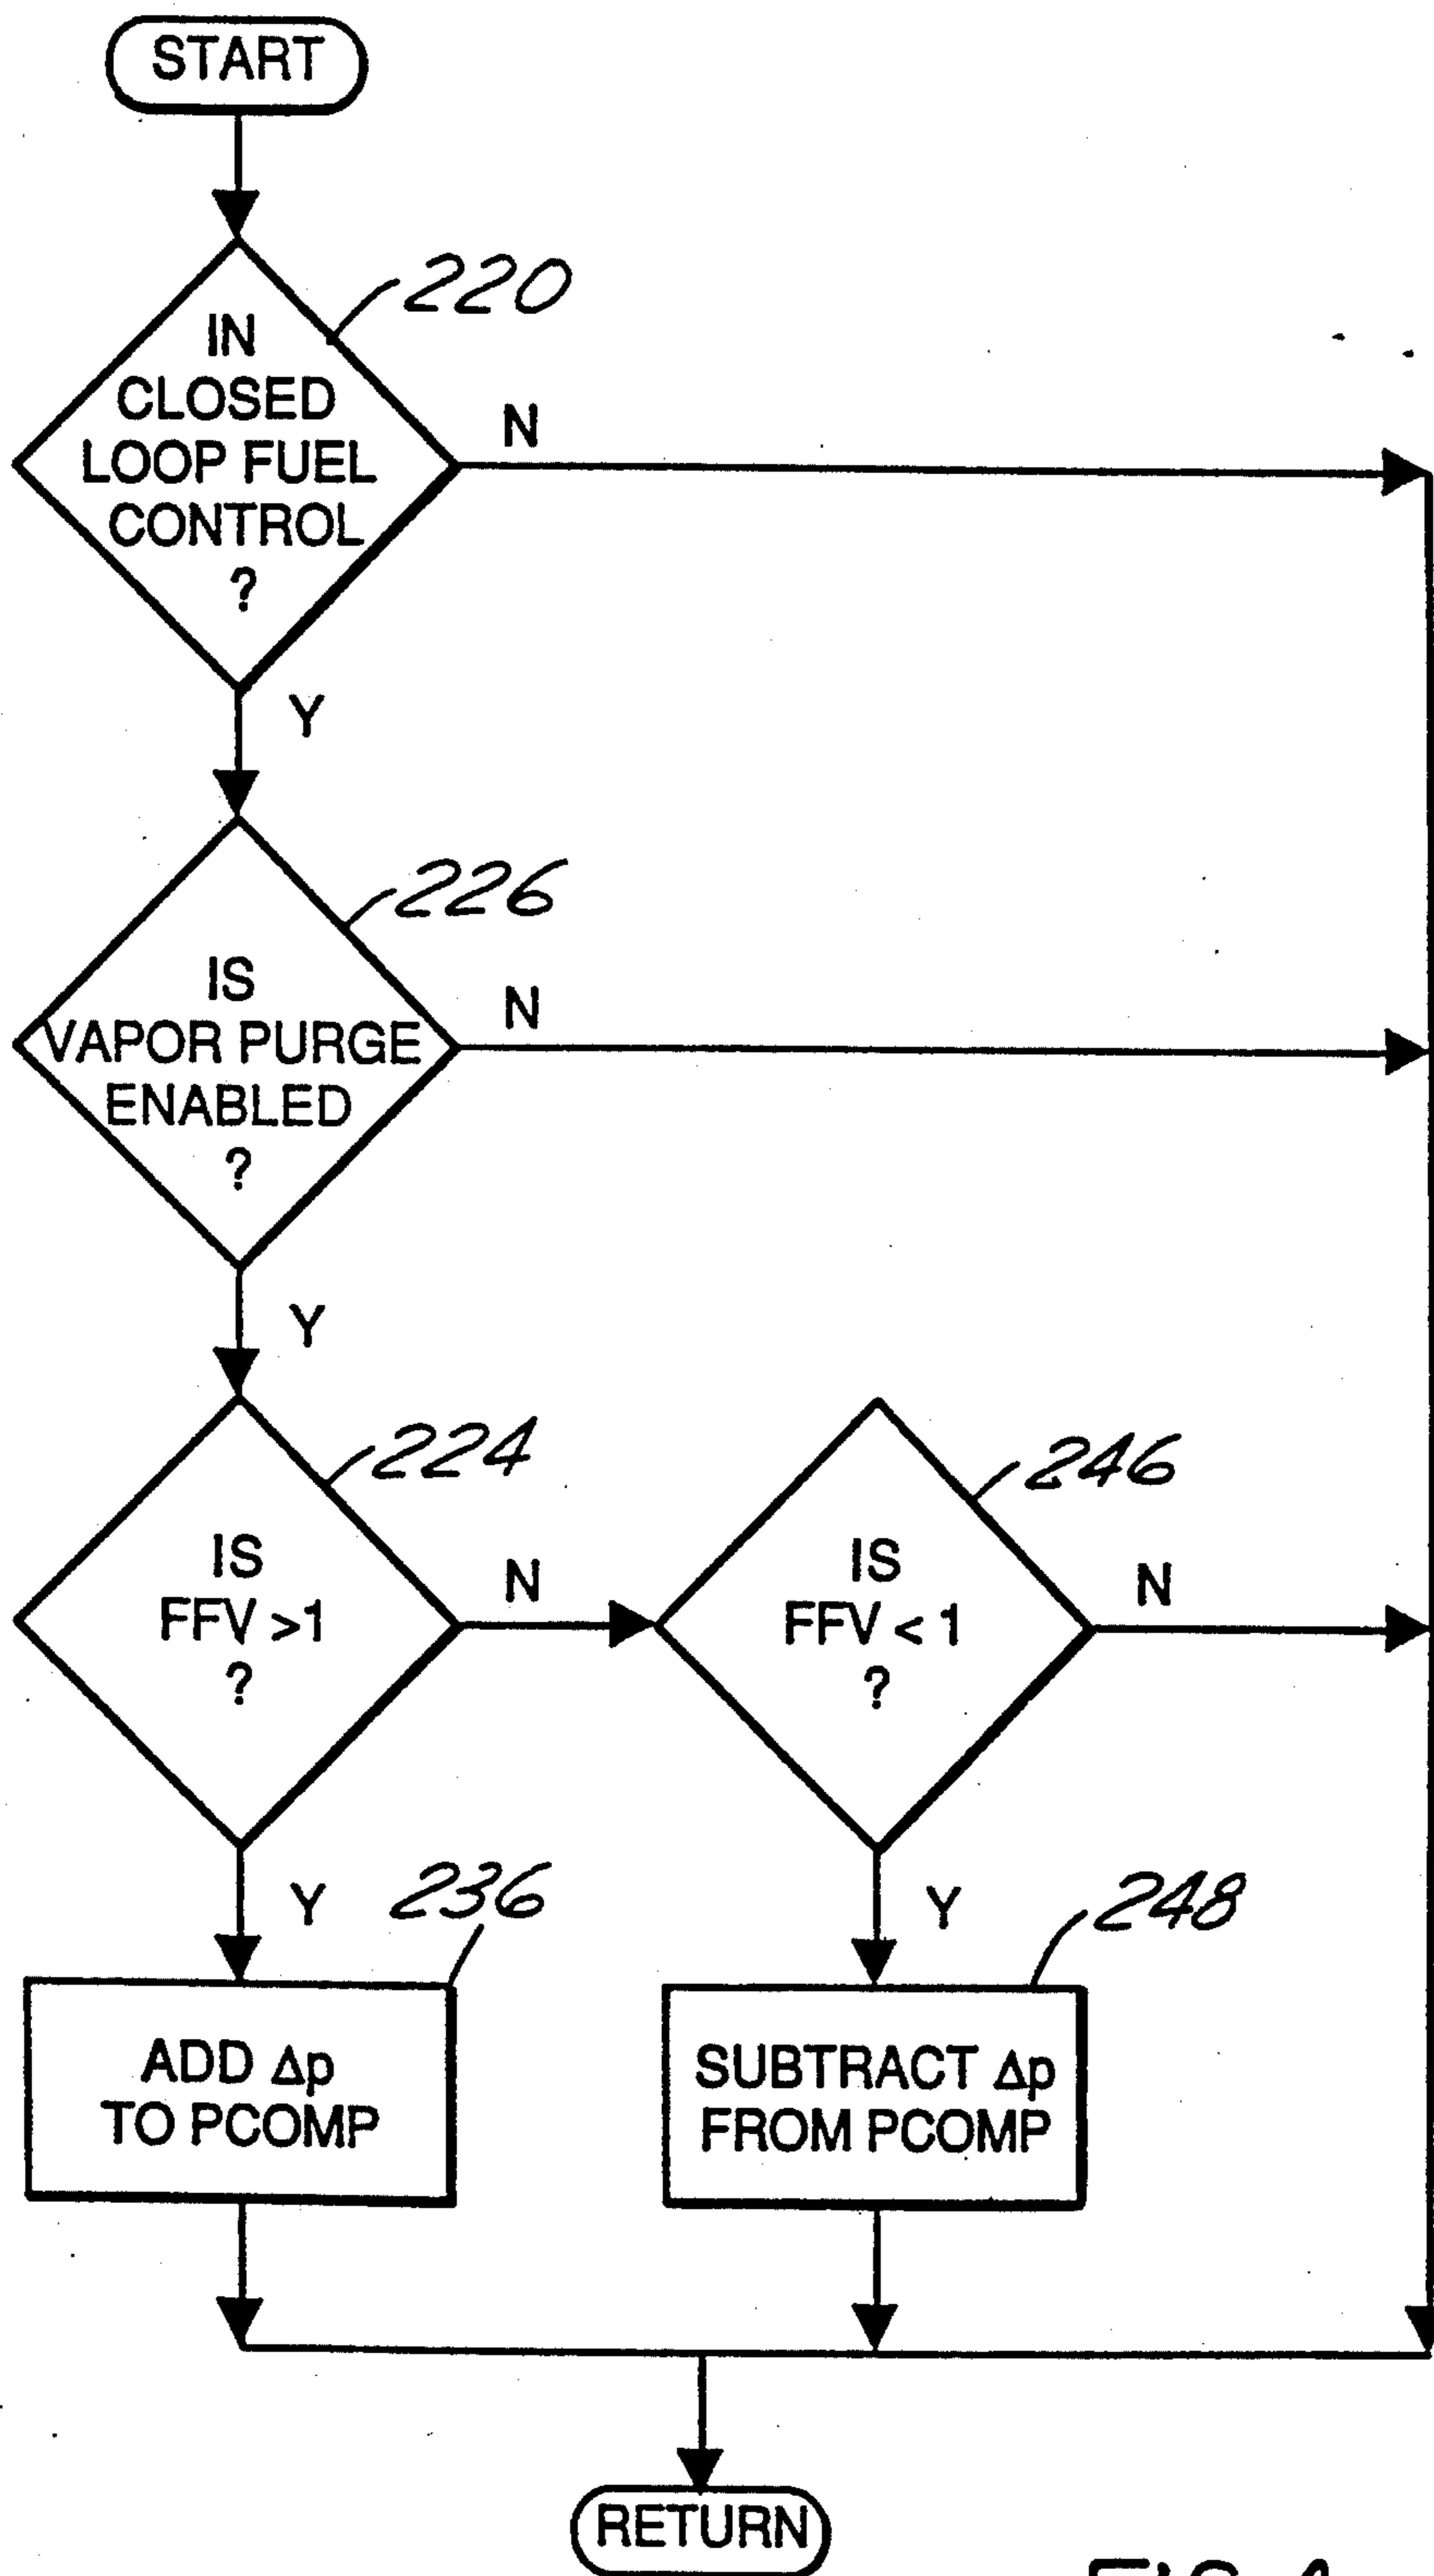 START
220
IN
CLOSED
LOOP FUEL
CONTROL
?
N
Y
226
IS
VAPOR PURGE
ENABLED
?
N
Y
224
IS
FFV >1
?
N
246
IS
FFV < 1
?
N
Y
236
Y
248
ADD Δp
TO PCOMP
SUBTRACT Δp
FROM PCOMP
RETURN